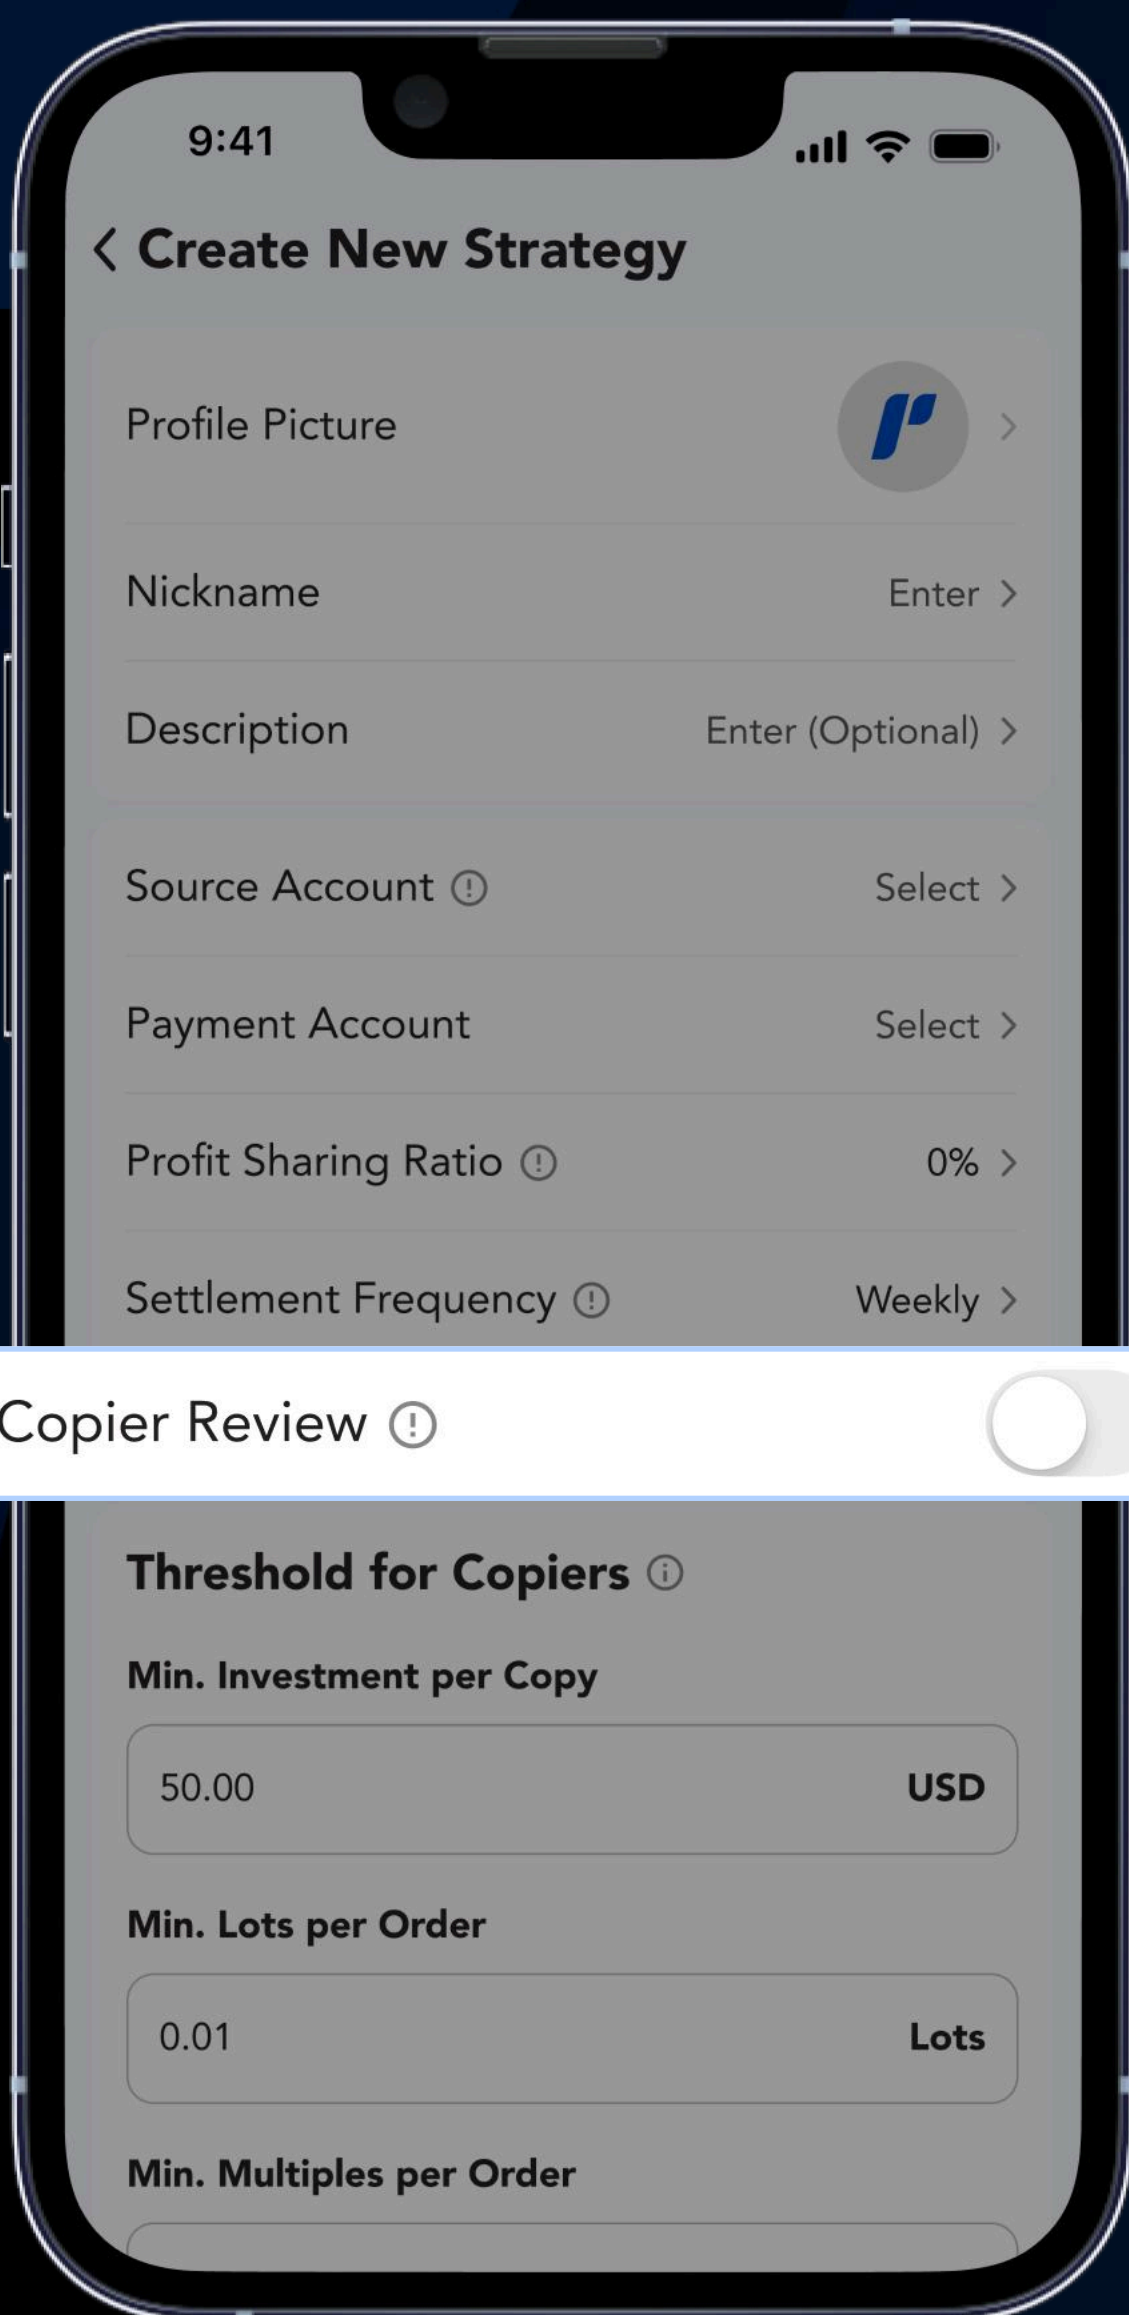 9:41
Create New Strategy
Profile Picture
Nickname Enter
Description Enter (Optional)
Source Account Select
Payment Account Select
Profit Sharing Ratio 0%
Settlement Frequency Weekly
Copier Review
Threshold for Copiers
Min. Investment per Copy
50.00 USD
Min. Lots per Order
0.01 Lots
Min. Multiples per Order